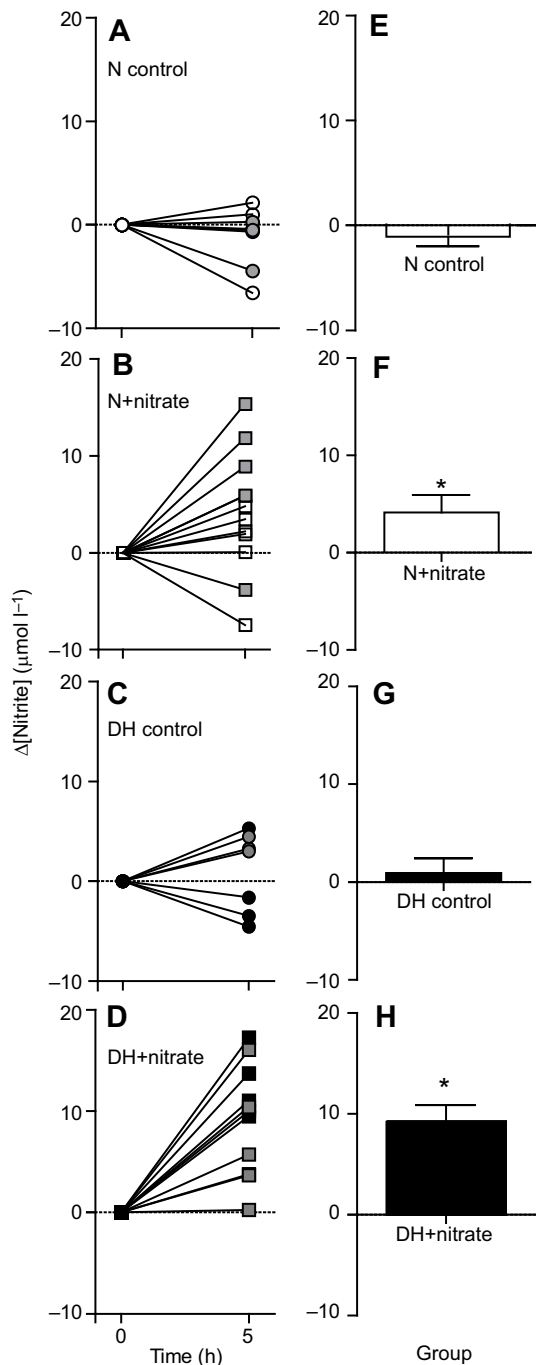 Δ[Nitrite] (μmol l⁻¹)
A
N control
20
10
0
–10
E
20
10
0
–10
N control
B
N+nitrate
20
10
0
–10
F
20
10
0
–10
*
N+nitrate
C
DH control
20
10
0
–10
G
20
10
0
–10
DH control
D
DH+nitrate
20
10
0
–10
0
5
Time (h)
H
20
10
0
–10
*
DH+nitrate
Group